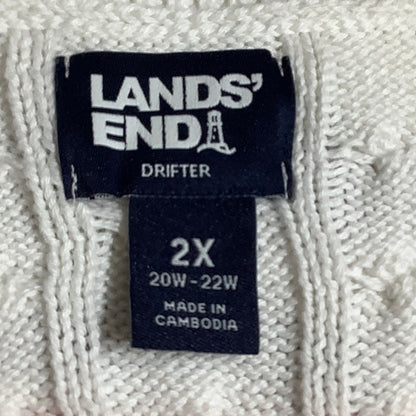 LANDS'
END
DRIFTER
2X
20W - 22W
MADE IN
CAMBODIA